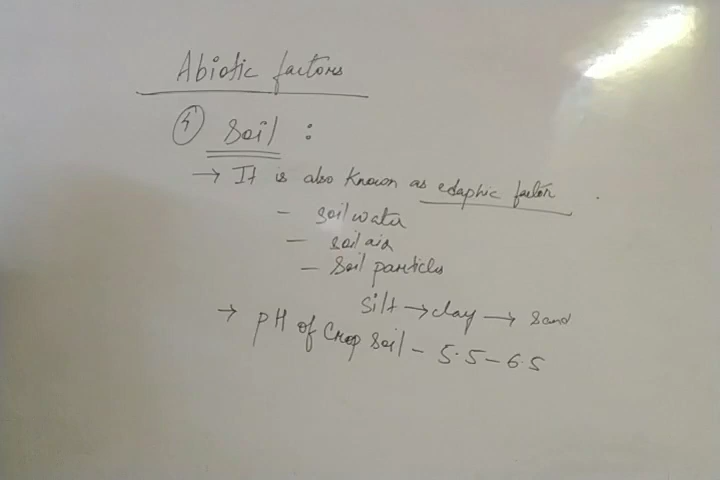 Abiotic factors
4 Soil :
→ It is also known as edaphic factor
- soil water
- soil air
- Soil particles
Silt → clay → sand
→ pH of Crop Soil - 5.5-6.5